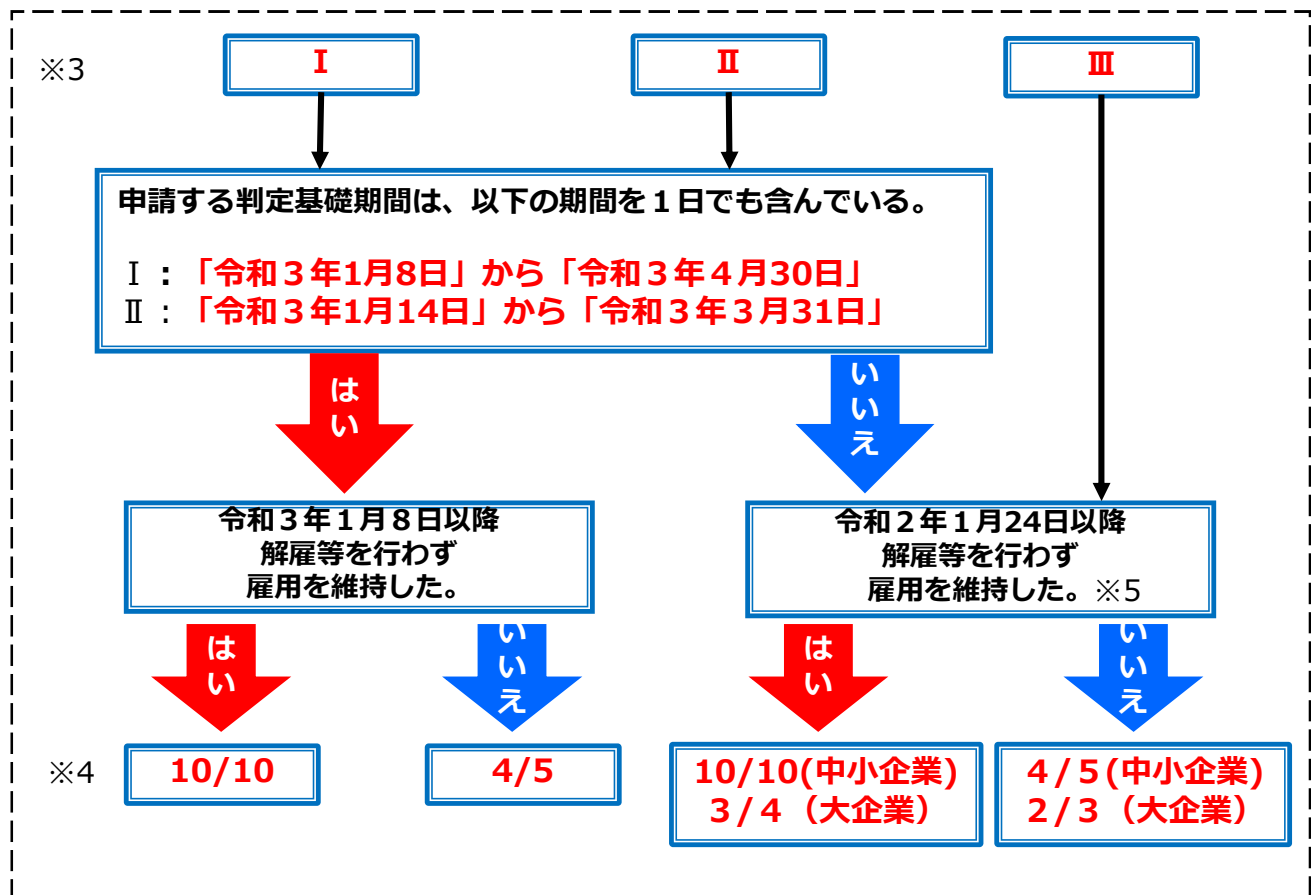 ※3
Ⅰ
Ⅱ
Ⅲ
申請する判定基礎期間は、以下の期間を１日でも含んでいる。
Ⅰ：「令和３年1月8日」から「令和３年４月30日」
Ⅱ：「令和３年1月14日」から「令和３年３月31日」
はい
いいえ
令和３年１月８日以降
解雇等を行わず
雇用を維持した。
令和２年１月24日以降
解雇等を行わず
雇用を維持した。※5
はい
いいえ
はい
いいえ
※4
10/10
4/5
10/10(中小企業)
３/４（大企業）
４/５(中小企業)
２/３（大企業）